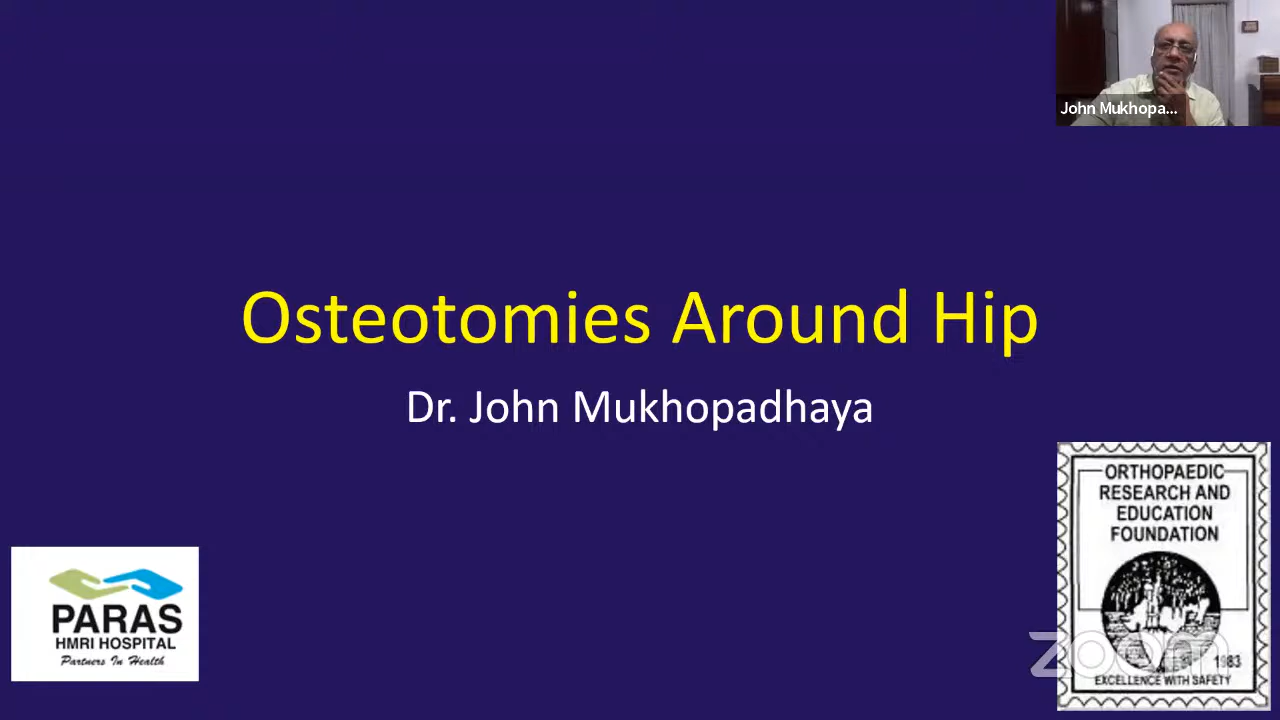 John Mukhopa...
Osteotomies Around Hip
Dr. John Mukhopadhaya
ORTHOPAEDIC
RESEARCH AND
EDUCATION
FOUNDATION
1983
EXCELLENCE WITH SAFETY
zoom
PARAS
HMRI HOSPITAL
Partners In Health